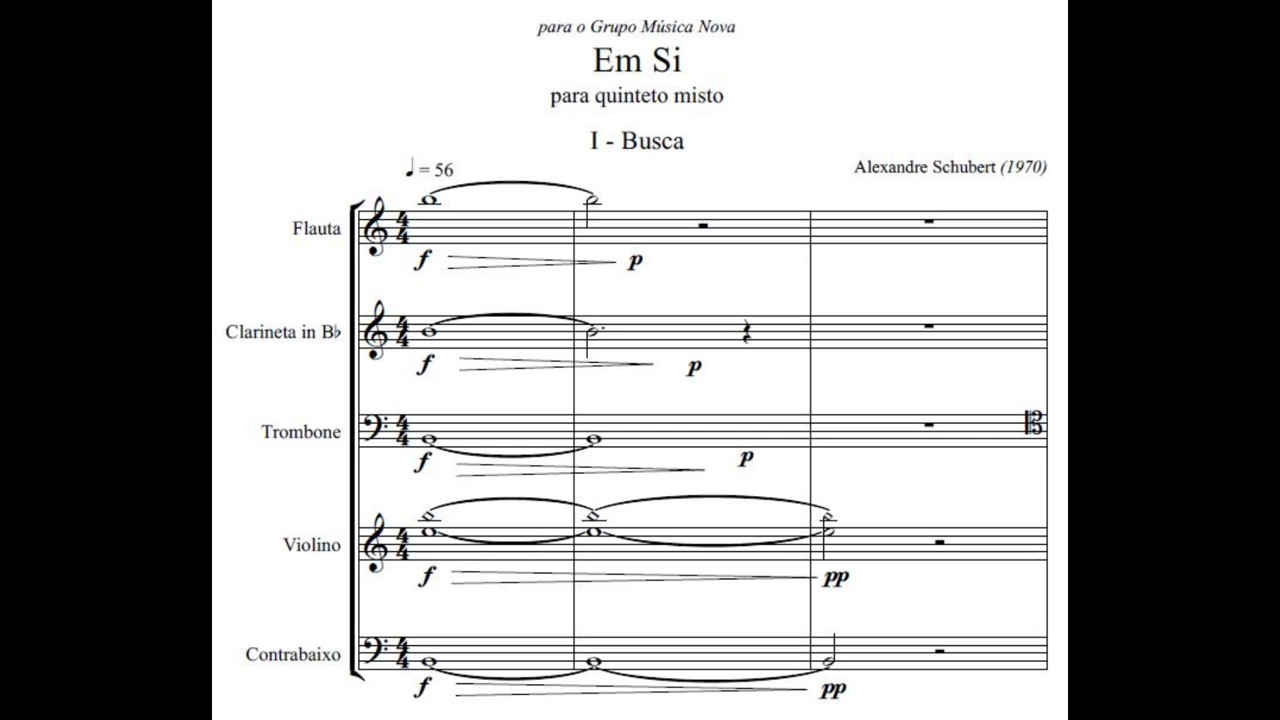 para o Grupo Música Nova
Em Si
para quinteto misto
I - Busca
♩ = 56
Alexandre Schubert (1970)
Flauta
f p
Clarineta in B♭
f p
Trombone
f p
Violino
f pp
Contrabaixo
f pp